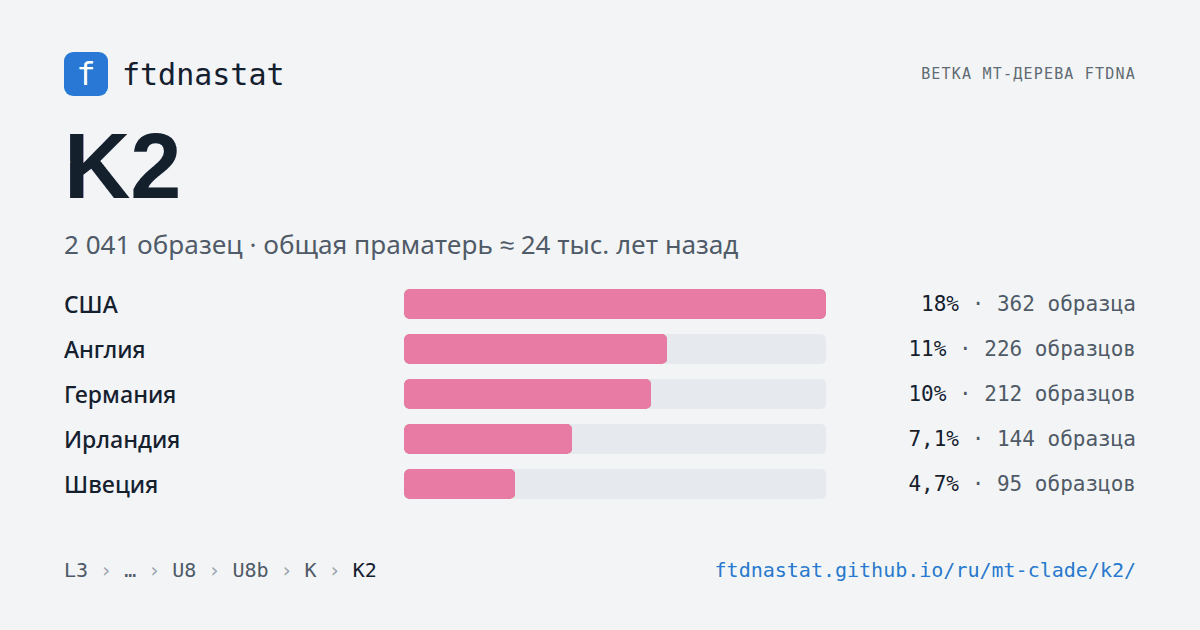 f ftdnastat
ВЕТКА МТ-ДЕРЕВА FTDNA
K2
2 041 образец · общая праматерь ≈ 24 тыс. лет назад
США 18% · 362 образца
Англия 11% · 226 образцов
Германия 10% · 212 образцов
Ирландия 7,1% · 144 образца
Швеция 4,7% · 95 образцов
L3 › … › U8 › U8b › K › K2
ftdnastat.github.io/ru/mt-clade/k2/